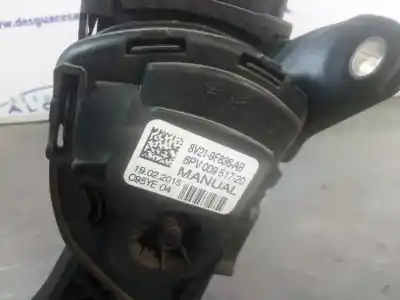 8V21-9F836-AB
6PV 009 517-20
MANUAL
19.02.2015
C95YE 04